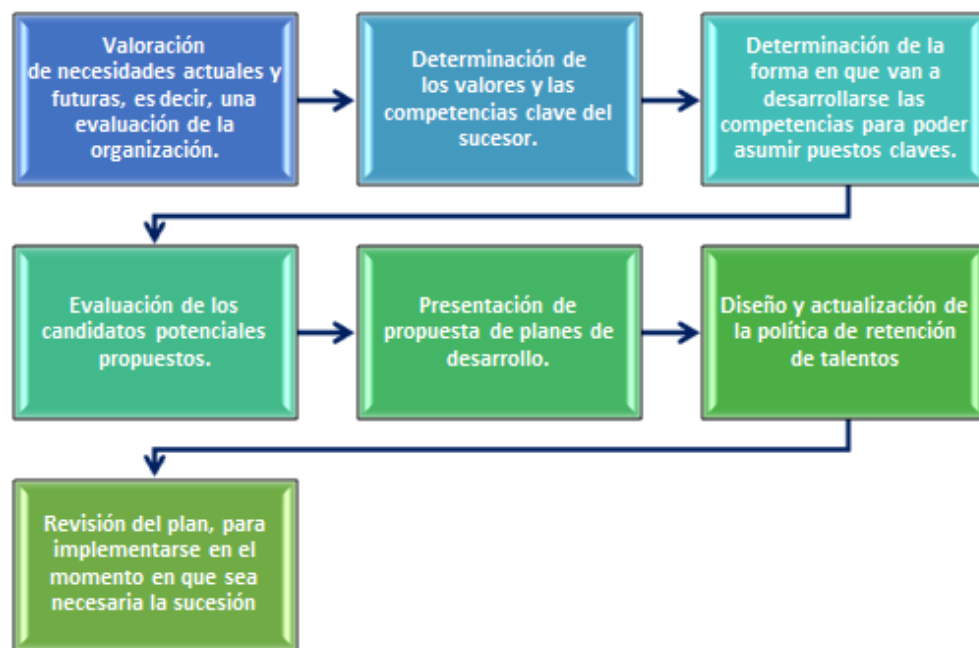 Valoración
de necesidades actuales y
futuras, es decir, una
evaluación de la
organización.
Determinación de
los valores y las
competencias clave del
sucesor.
Determinación de la
forma en que van a
desarrollarse las
competencias para poder
asumir puestos claves.
Evaluación de los
candidatos potenciales
propuestos.
Presentación de
propuesta de planes de
desarrollo.
Diseño y actualización de
la política de retención
de talentos
Revisión del plan, para
implementarse en el
momento en que sea
necesaria la sucesión